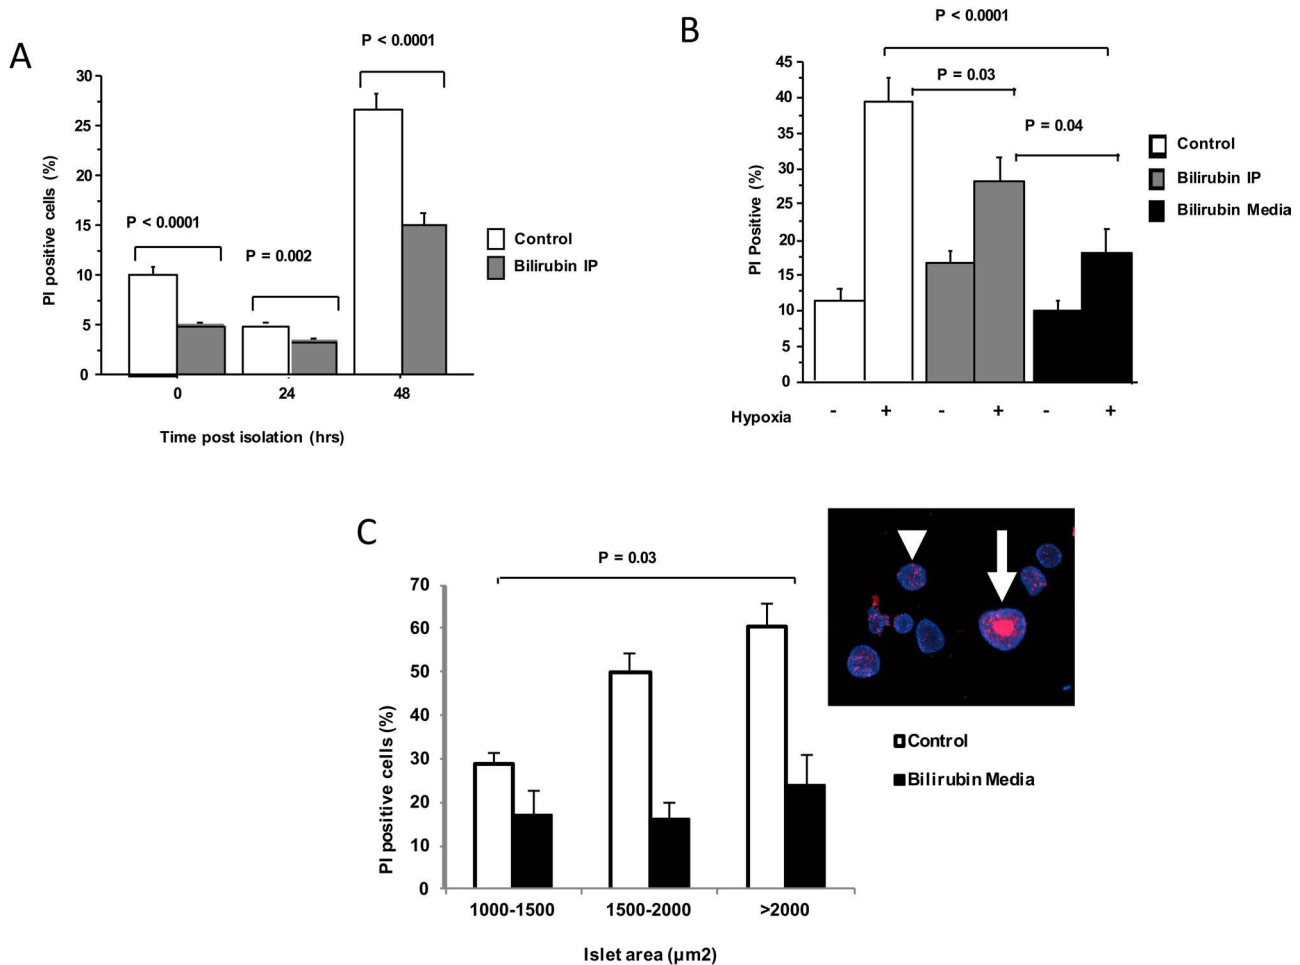 A
P < 0.0001
P < 0.0001
P = 0.002
PI positive cells (%)
30
25
20
15
10
5
0
0 24 48
Time post isolation (hrs)
Control
Bilirubin IP
B
P < 0.0001
P = 0.03
P = 0.04
PI Positive (%)
45
40
35
30
25
20
15
10
5
0
Hypoxia - + - + - +
Control
Bilirubin IP
Bilirubin Media
C
P = 0.03
PI positive cells (%)
70
60
50
40
30
20
10
0
1000-1500 1500-2000 >2000
Islet area (µm2)
Control
Bilirubin Media